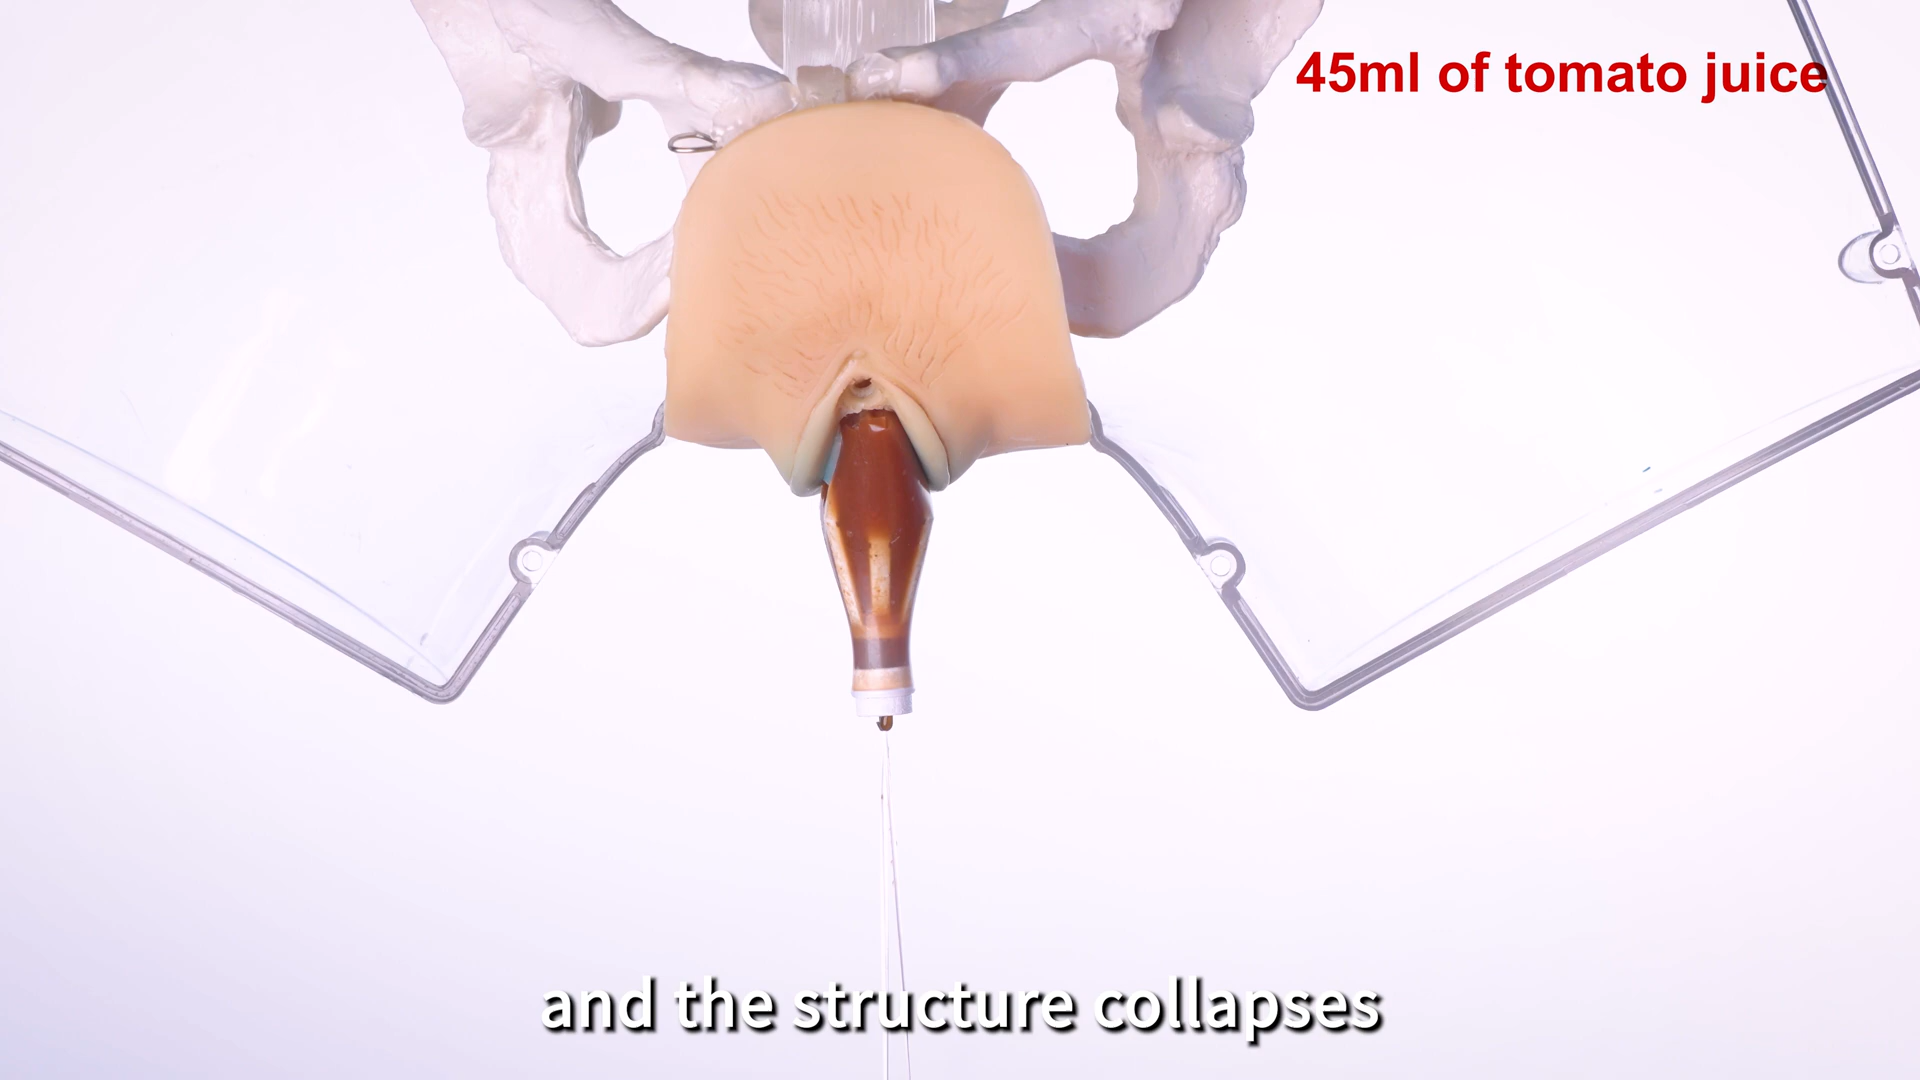 45ml of tomato juice
and the structure collapses